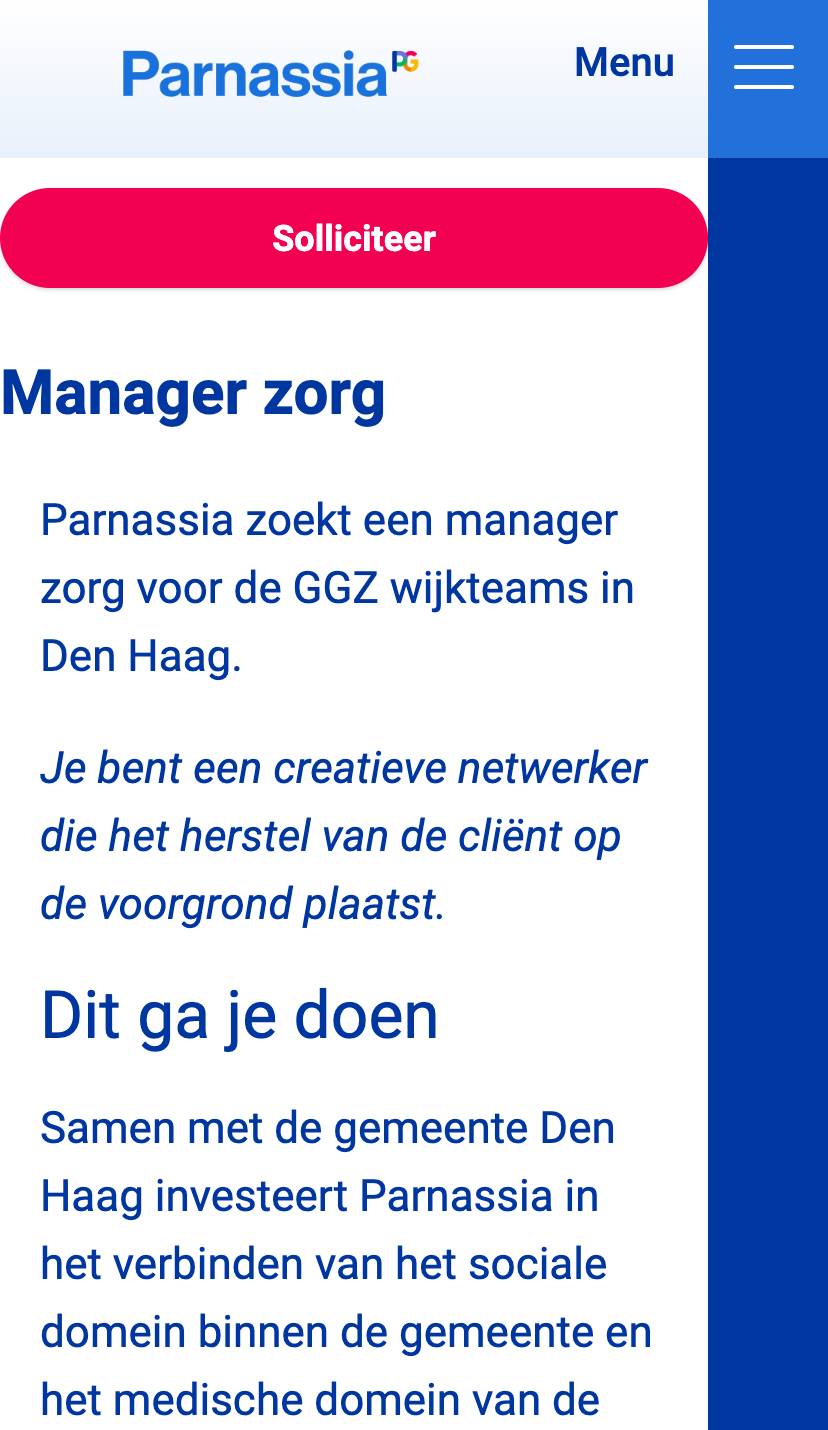 Parnassia PG
Menu
Solliciteer
Manager zorg
Parnassia zoekt een manager
zorg voor de GGZ wijkteams in
Den Haag.
Je bent een creatieve netwerker
die het herstel van de cliënt op
de voorgrond plaatst.
Dit ga je doen
Samen met de gemeente Den
Haag investeert Parnassia in
het verbinden van het sociale
domein binnen de gemeente en
het medische domein van de